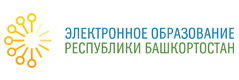 ЭЛЕКТРОННОЕ ОБРАЗОВАНИЕ
РЕСПУБЛИКИ БАШКОРТОСТАН